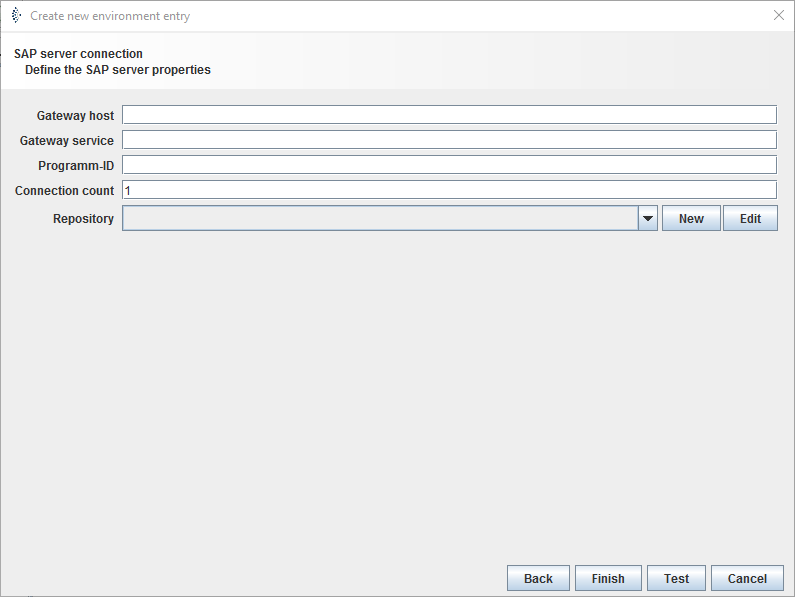 Create new environment entry
SAP server connection
Define the SAP server properties
Gateway host
Gateway service
Programm-ID
Connection count 1
Repository New Edit
Back Finish Test Cancel